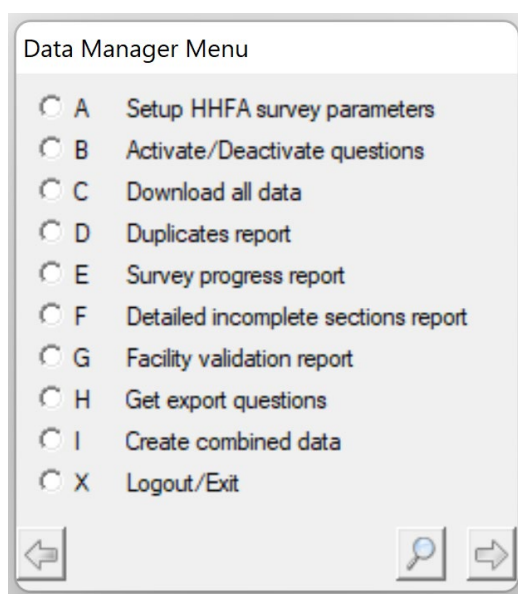 Data Manager Menu
A Setup HHFA survey parameters
B Activate/Deactivate questions
C Download all data
D Duplicates report
E Survey progress report
F Detailed incomplete sections report
G Facility validation report
H Get export questions
I Create combined data
X Logout/Exit